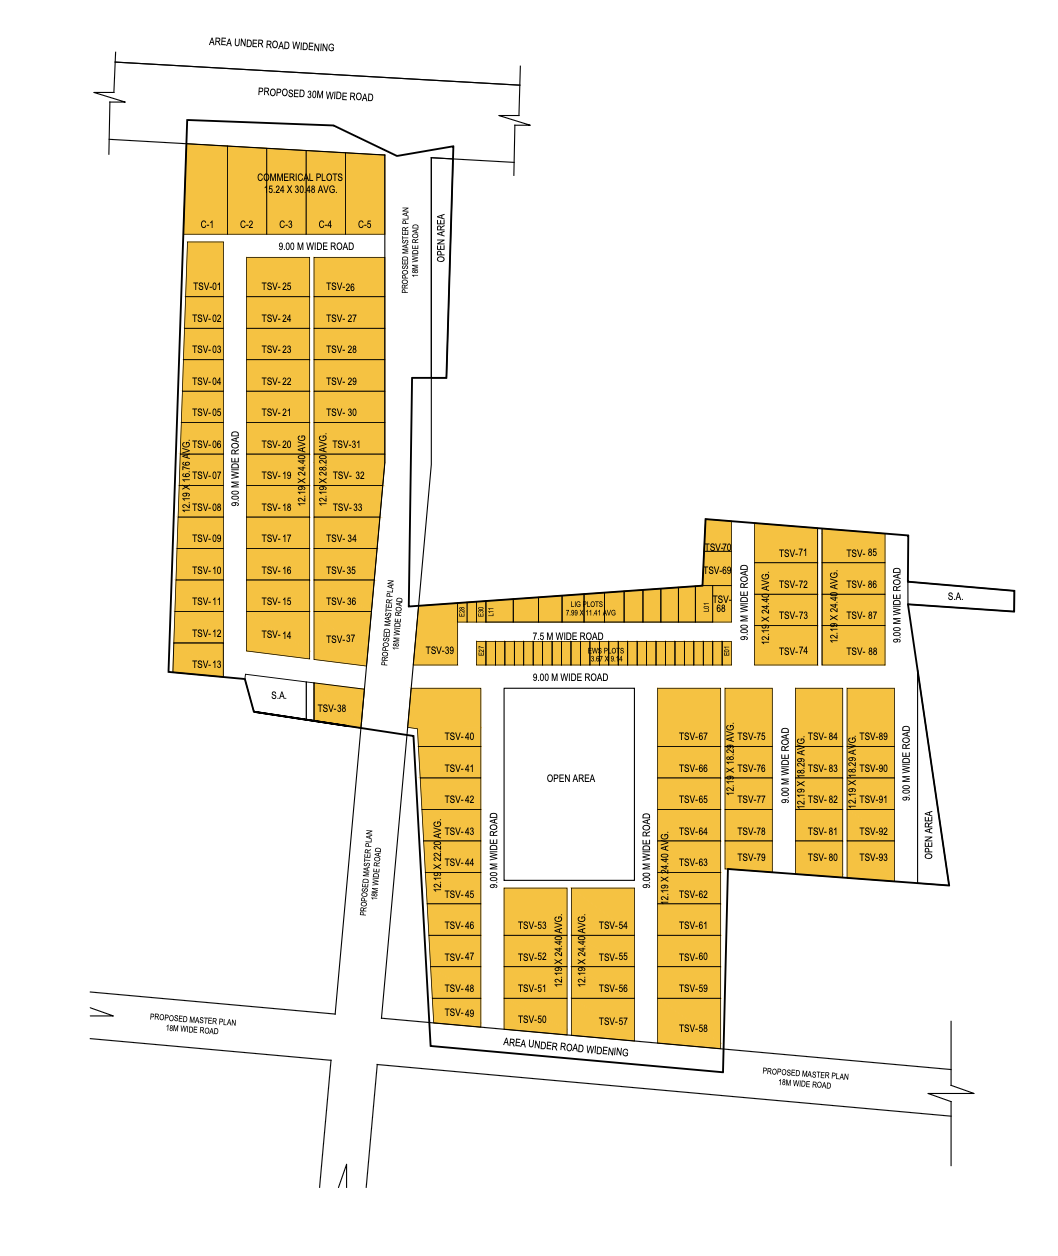 AREA UNDER ROAD WIDENING
PROPOSED 30M WIDE ROAD
COMMERICAL PLOTS
15.24 X 30.48 AVG.
C-1
C-2
C-3
C-4
C-5
9.00 M WIDE ROAD
PROPOSED MASTER PLAN
18M WIDE ROAD
OPEN AREA
TSV-01
TSV-02
TSV-03
TSV-04
TSV-05
TSV-06
TSV-07
TSV-08
TSV-09
TSV-10
TSV-11
TSV-12
TSV-13
12.19 X 16.76 AVG.
9.00 M WIDE ROAD
TSV-25
TSV-24
TSV-23
TSV-22
TSV-21
TSV-20
TSV-19
TSV-18
TSV-17
TSV-16
TSV-15
TSV-14
12.19 X 24.40 AVG
TSV-26
TSV-27
TSV-28
TSV-29
TSV-30
TSV-31
TSV-32
TSV-33
TSV-34
TSV-35
TSV-36
TSV-37
12.19 X 28.20 AVG.
PROPOSED MASTER PLAN
18M WIDE ROAD
S.A.
TSV-38
TSV-39
E28
E30
L11
LIG PLOTS
7.99 X 11.41 AVG
L01
TSV-70
TSV-69
TSV-
68
7.5 M WIDE ROAD
E27
EWS PLOTS
3.67 X 9.14
E01
9.00 M WIDE ROAD
9.00 M WIDE ROAD
TSV-71
TSV-72
TSV-73
TSV-74
12.19 X 24.40 AVG.
TSV-85
TSV-86
TSV-87
TSV-88
12.19 X 24.40 AVG.
9.00 M WIDE ROAD
S.A.
TSV-40
TSV-41
TSV-42
TSV-43
TSV-44
TSV-45
TSV-46
TSV-47
TSV-48
TSV-49
12.19 X 22.20 AVG.
9.00 M WIDE ROAD
OPEN AREA
9.00 M WIDE ROAD
TSV-67
TSV-66
TSV-65
TSV-64
TSV-63
TSV-62
TSV-61
TSV-60
TSV-59
TSV-58
12.19 X 24.40 AVG.
TSV-75
TSV-76
TSV-77
TSV-78
TSV-79
12.19 X 18.29 AVG.
9.00 M WIDE ROAD
TSV-84
TSV-83
TSV-82
TSV-81
TSV-80
12.19 X 18.29 AVG.
TSV-89
TSV-90
TSV-91
TSV-92
TSV-93
12.19 X 18.29 AVG.
9.00 M WIDE ROAD
OPEN AREA
TSV-53
TSV-52
TSV-51
TSV-50
12.19 X 24.40 AVG.
TSV-54
TSV-55
TSV-56
TSV-57
12.19 X 24.40 AVG.
PROPOSED MASTER PLAN
18M WIDE ROAD
PROPOSED MASTER PLAN
18M WIDE ROAD
AREA UNDER ROAD WIDENING
PROPOSED MASTER PLAN
18M WIDE ROAD